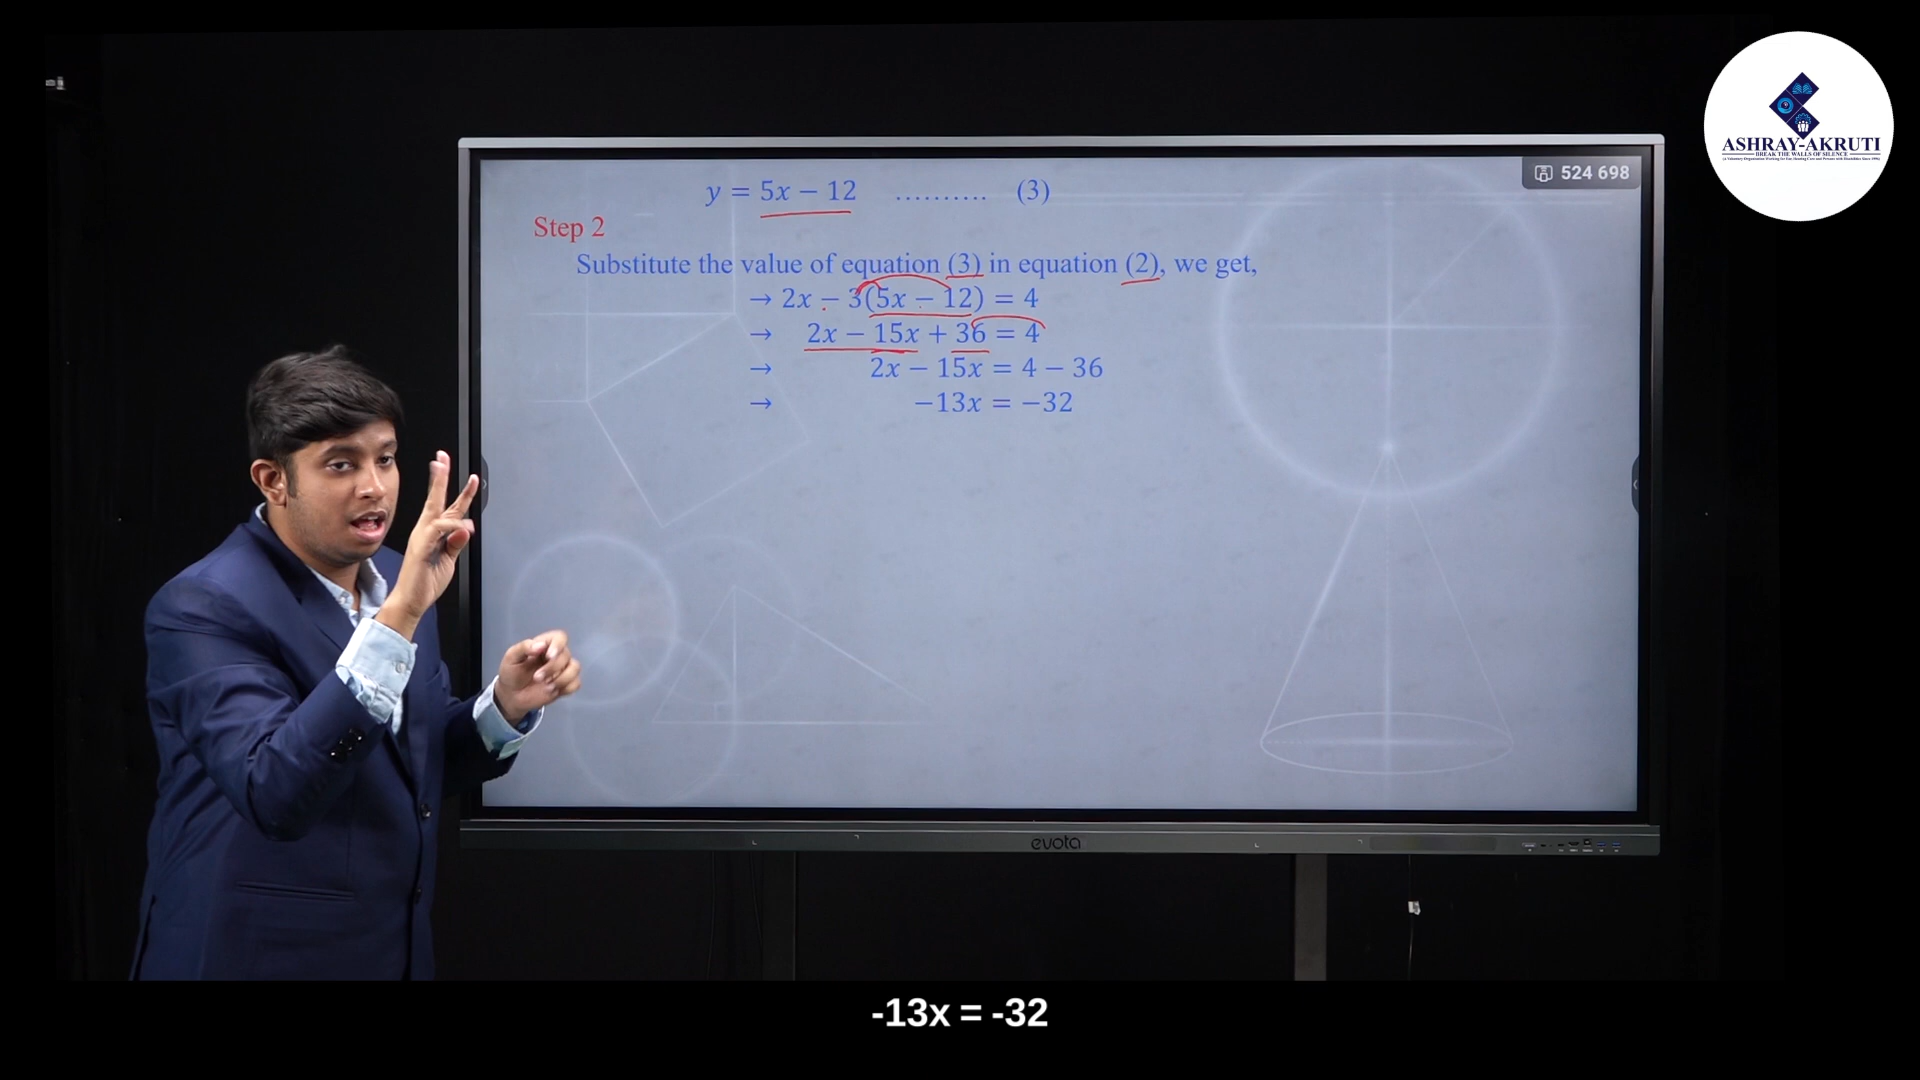 ASHRAY-AKRUTI
BREAK THE WALLS OF SILENCE
524 698
y = 5x − 12 .......... (3)
Step 2
Substitute the value of equation (3) in equation (2), we get,
→ 2x − 3(5x − 12) = 4
→ 2x − 15x + 36 = 4
→ 2x − 15x = 4 − 36
→ −13x = −32
evota
-13x = -32